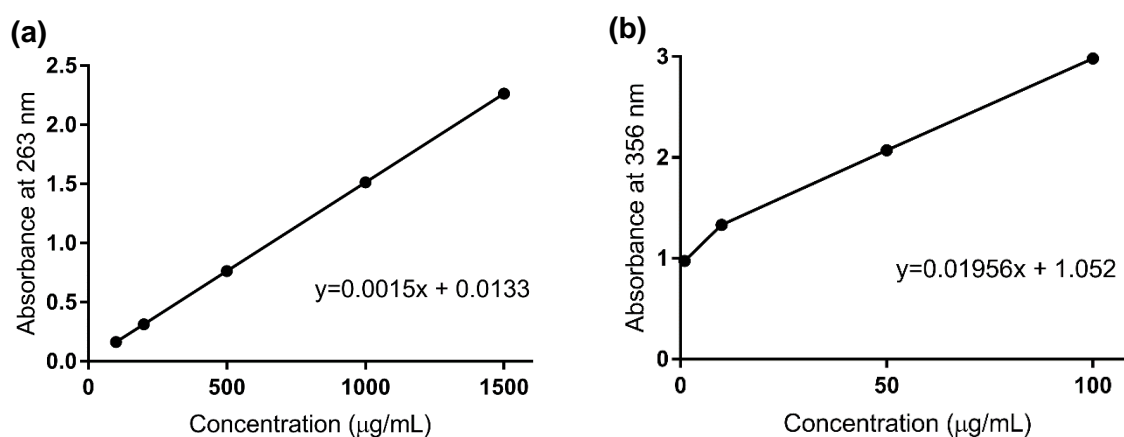 (a)
Absorbance at 263 nm
2.5
2.0
1.5
1.0
0.5
0.0
0
500
1000
1500
Concentration (μg/mL)
y=0.0015x + 0.0133
(b)
Absorbance at 356 nm
3
2
1
0
0
50
100
Concentration (μg/mL)
y=0.01956x + 1.052